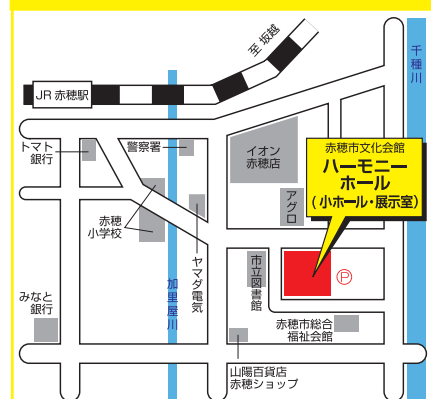 至 坂越
千種川
JR 赤穂駅
トマト
銀行
警察署
イオン
赤穂店
赤穂市文化会館
ハーモニー
ホール
(小ホール・展示室)
アグロ
赤穂
小学校
ヤマダ電気
加里屋川
市立図書館
Ⓟ
みなと
銀行
赤穂市総合
福祉会館
山陽百貨店
赤穂ショップ